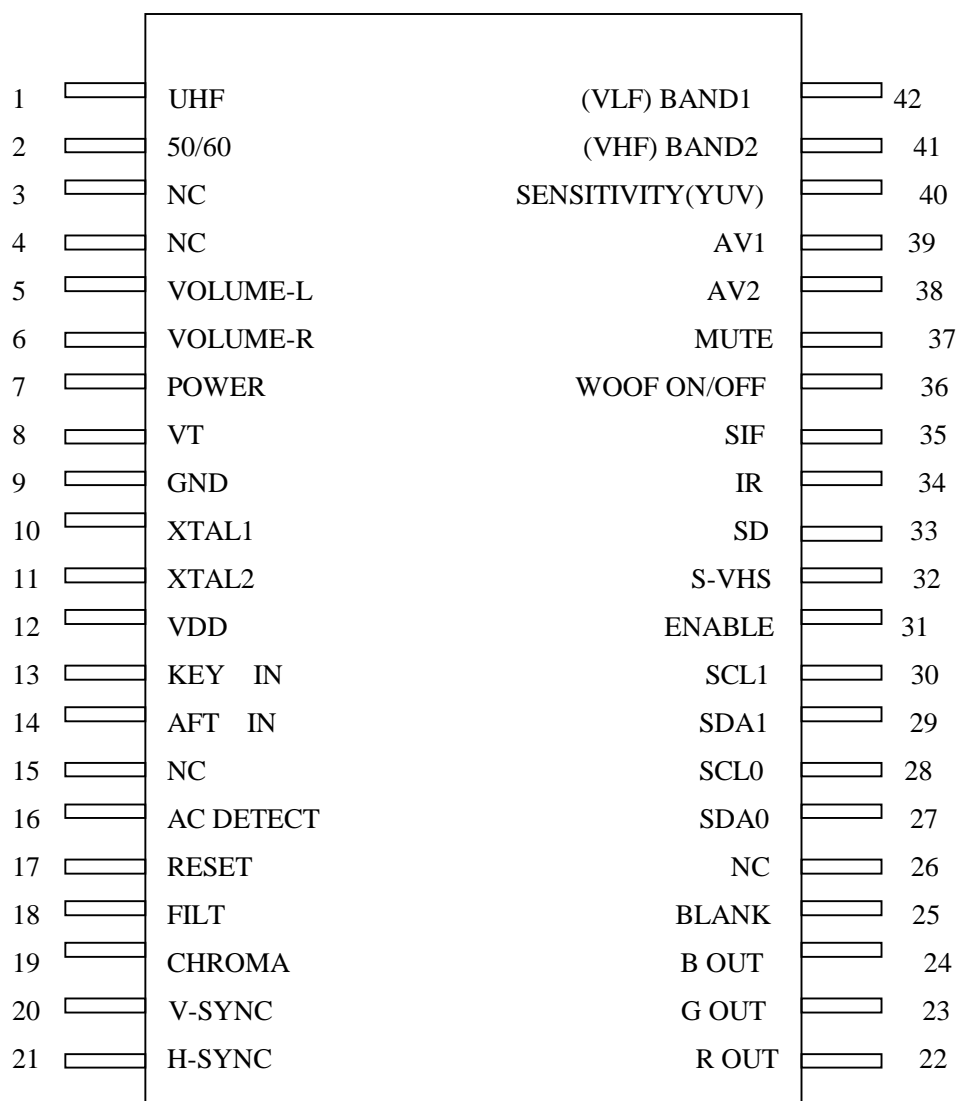 1 UHF (VLF) BAND1 42
2 50/60 (VHF) BAND2 41
3 NC SENSITIVITY(YUV) 40
4 NC AV1 39
5 VOLUME-L AV2 38
6 VOLUME-R MUTE 37
7 POWER WOOF ON/OFF 36
8 VT SIF 35
9 GND IR 34
10 XTAL1 SD 33
11 XTAL2 S-VHS 32
12 VDD ENABLE 31
13 KEY IN SCL1 30
14 AFT IN SDA1 29
15 NC SCL0 28
16 AC DETECT SDA0 27
17 RESET NC 26
18 FILT BLANK 25
19 CHROMA B OUT 24
20 V-SYNC G OUT 23
21 H-SYNC R OUT 22